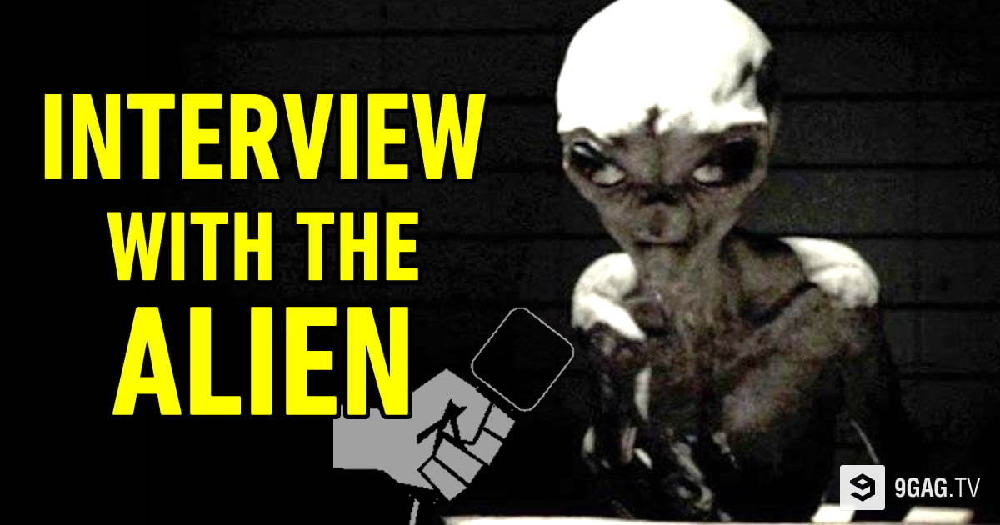 INTERVIEW
WITH THE
ALIEN
9GAG.TV